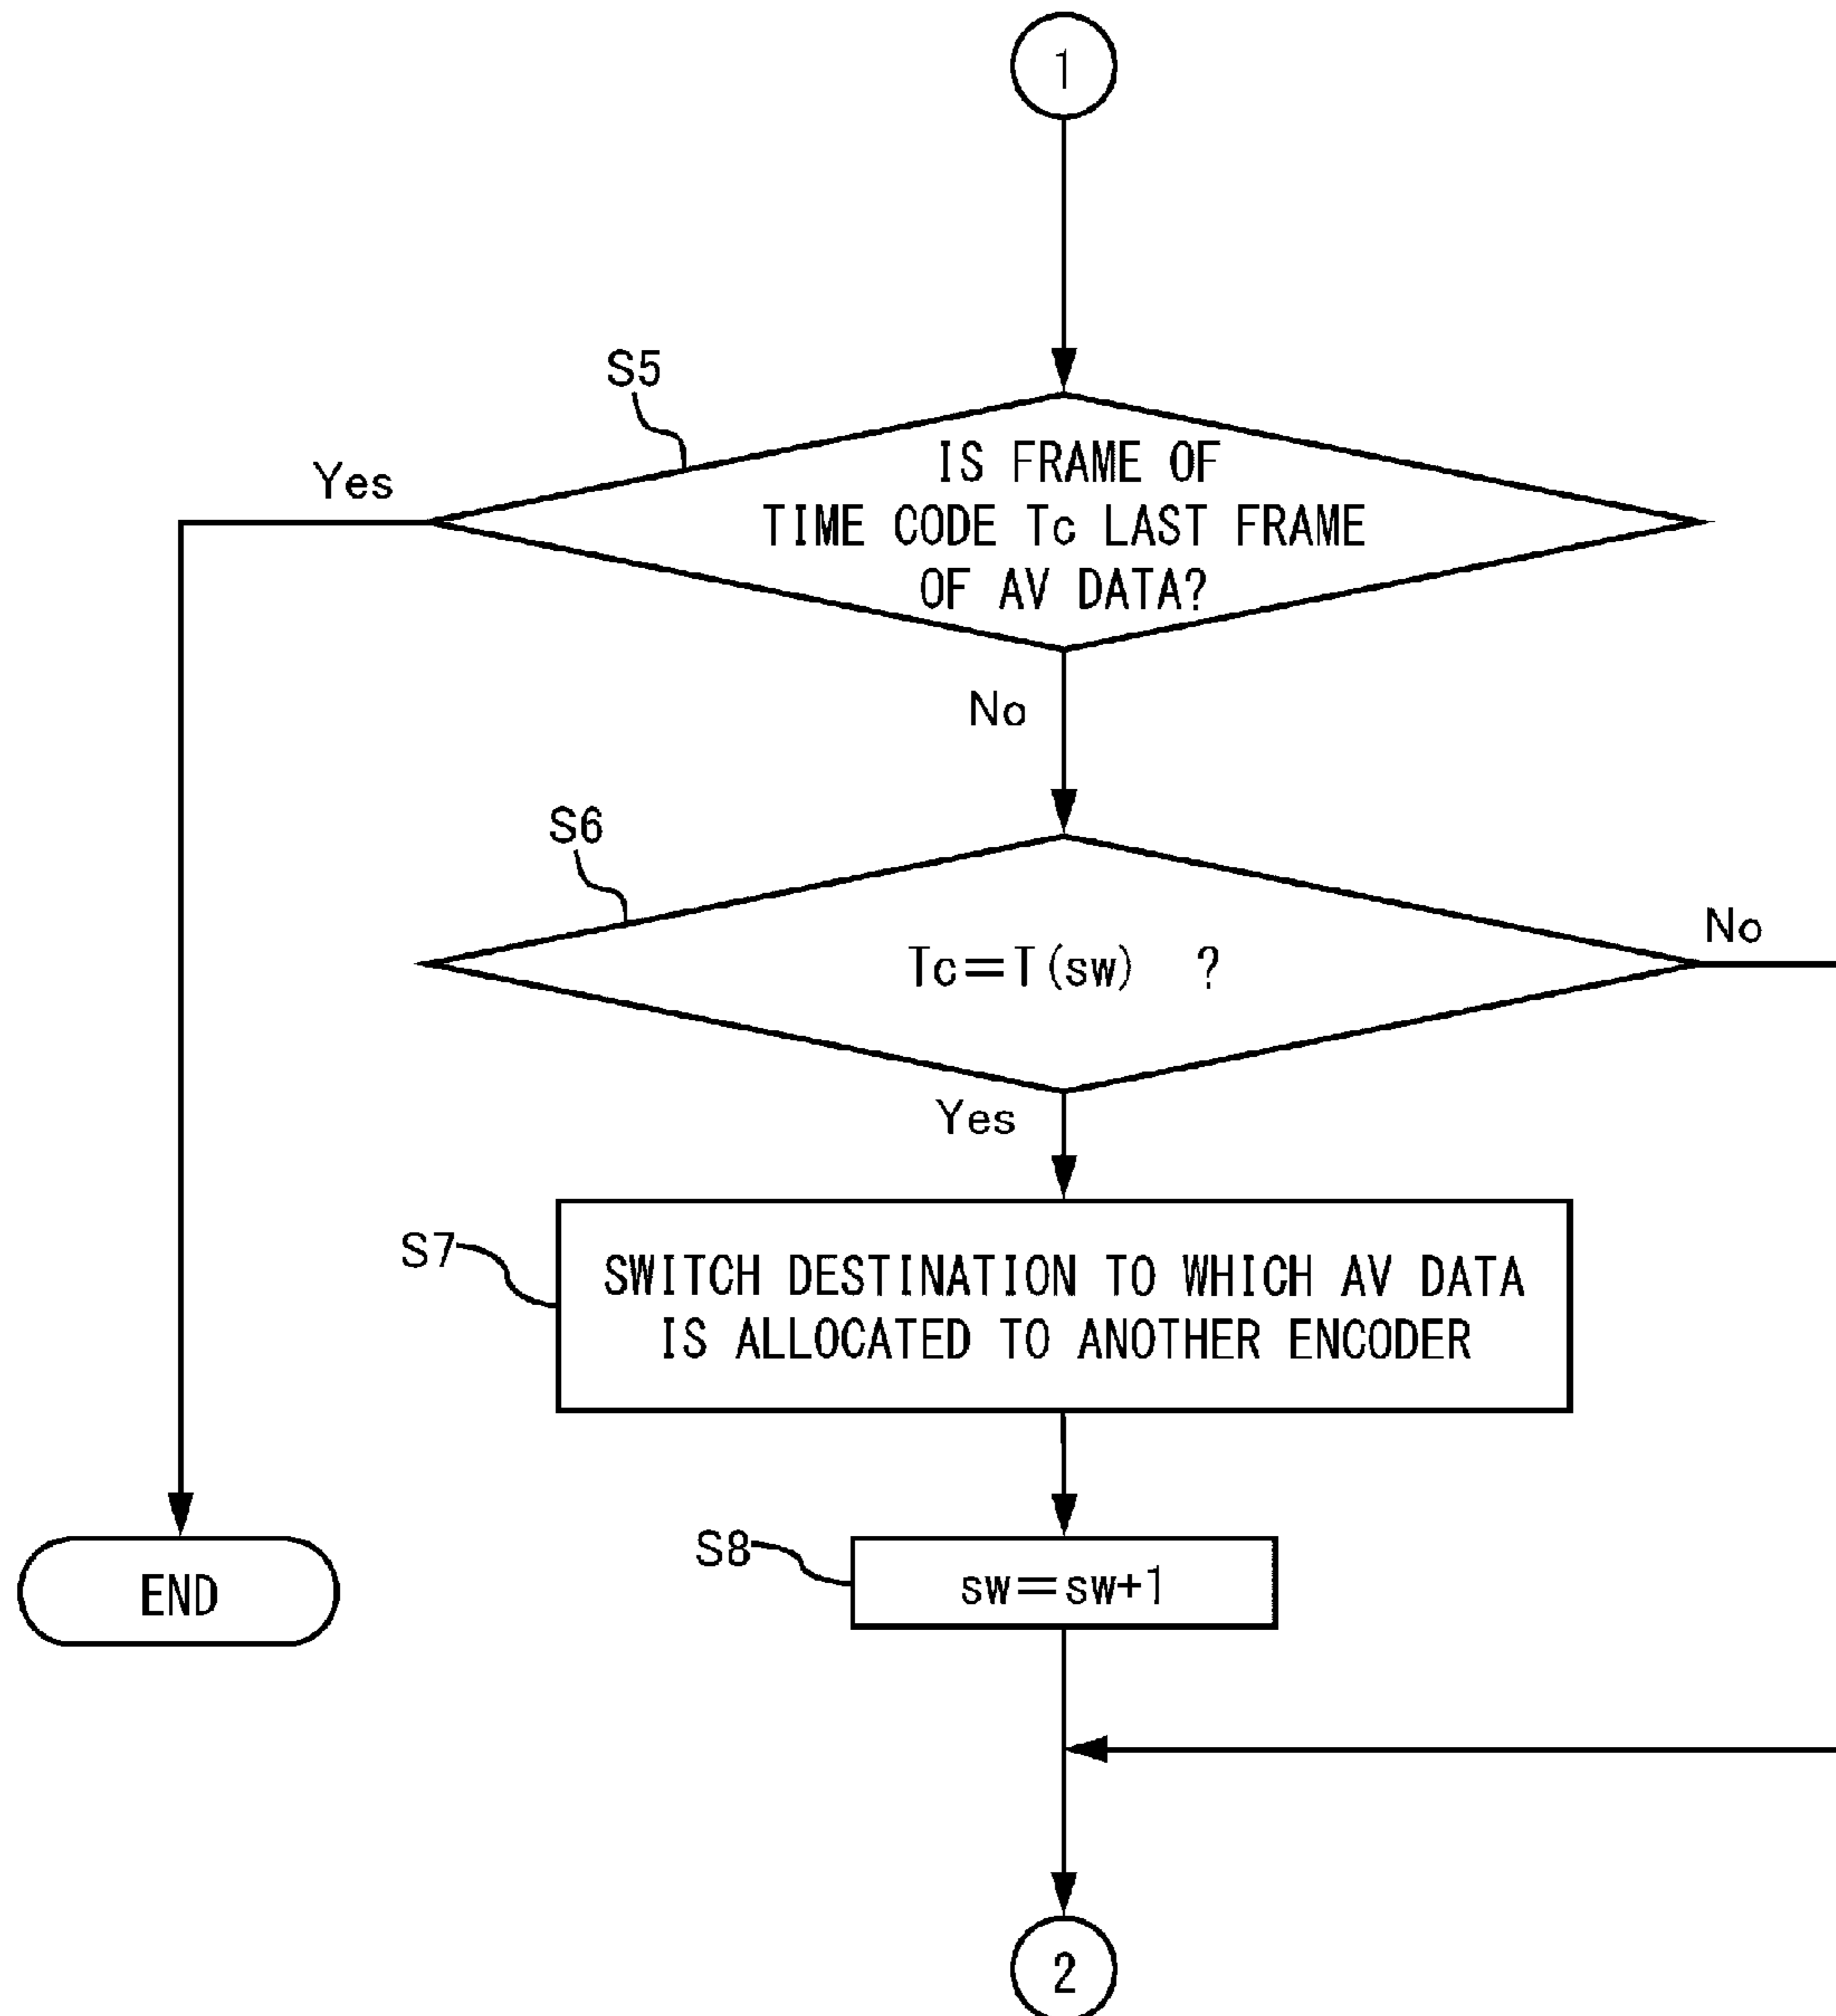 1
S5
Yes
IS FRAME OF
TIME CODE Tc LAST FRAME
OF AV DATA?
No
S6
Tc=T(sw) ?
No
Yes
S7
SWITCH DESTINATION TO WHICH AV DATA
IS ALLOCATED TO ANOTHER ENCODER
S8
sw=sw+1
END
2